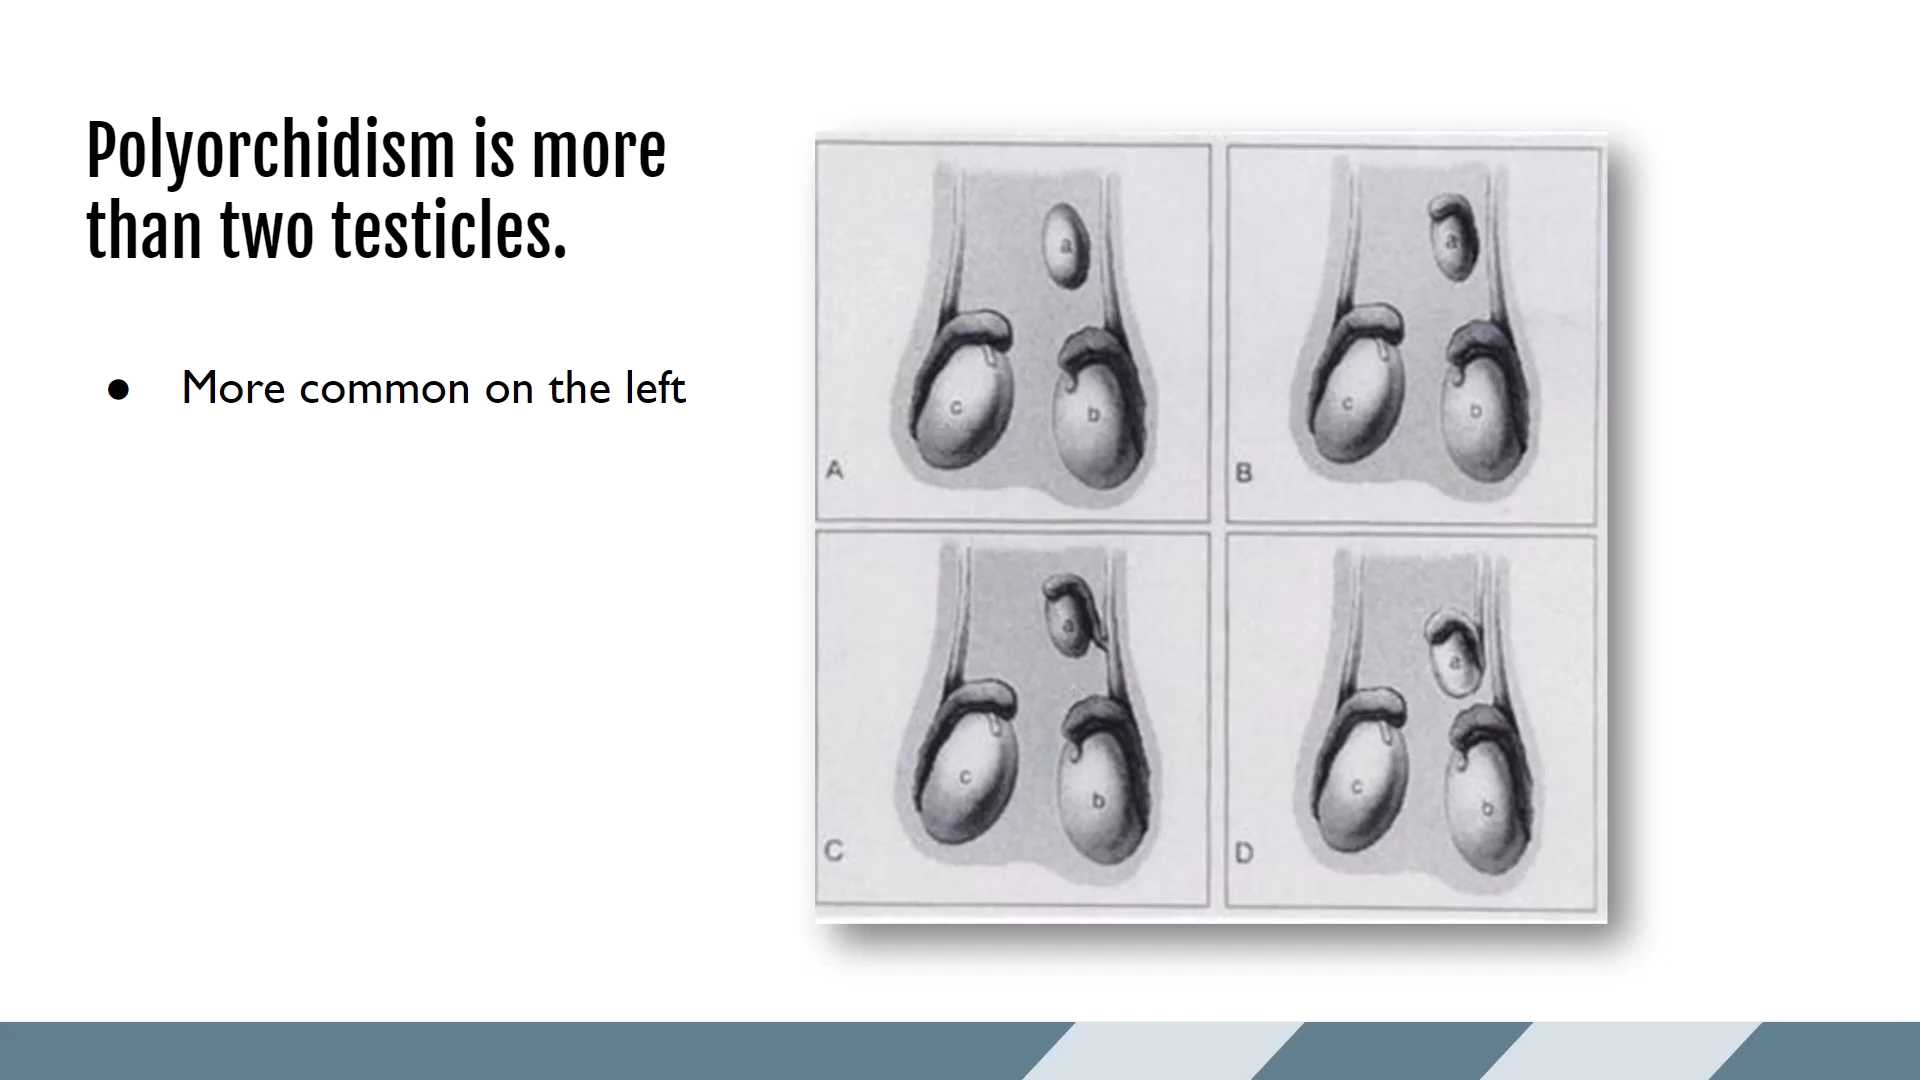 Polyorchidism is more
than two testicles.
● More common on the left
a
c
b
A
a
c
b
B
a
c
b
C
a
c
b
D